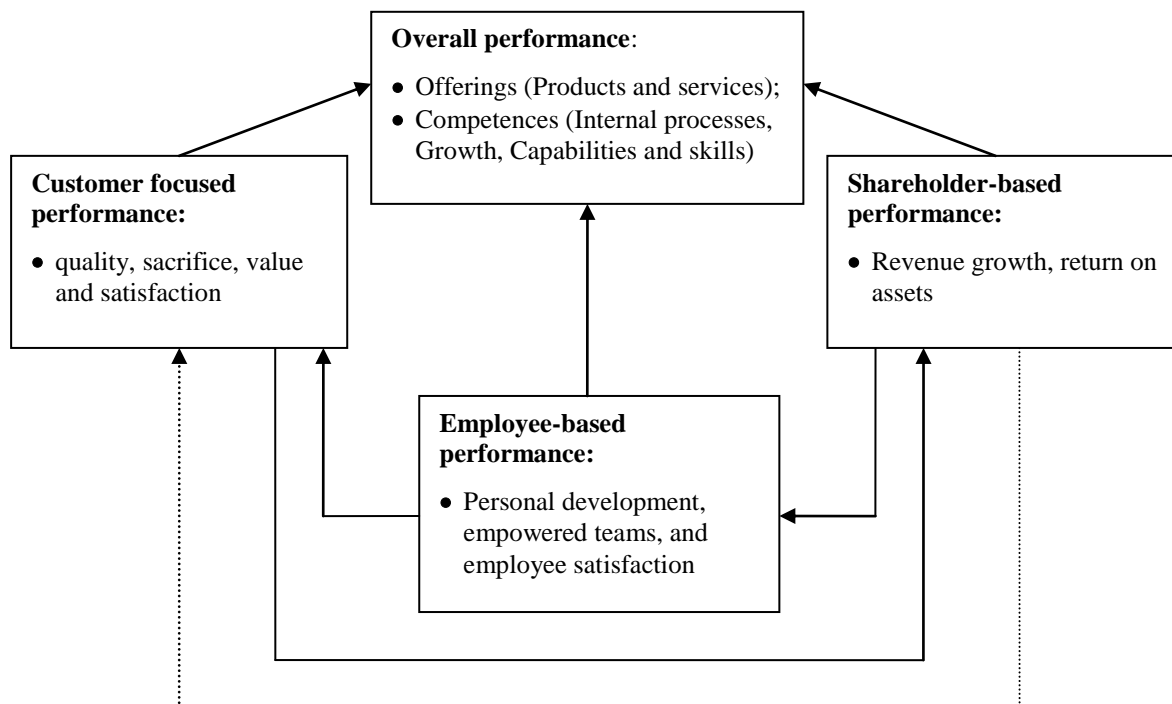 Overall performance:
● Offerings (Products and services);
● Competences (Internal processes,
Growth, Capabilities and skills)
Customer focused
performance:
● quality, sacrifice, value
and satisfaction
Shareholder-based
performance:
● Revenue growth, return on
assets
Employee-based
performance:
● Personal development,
empowered teams, and
employee satisfaction